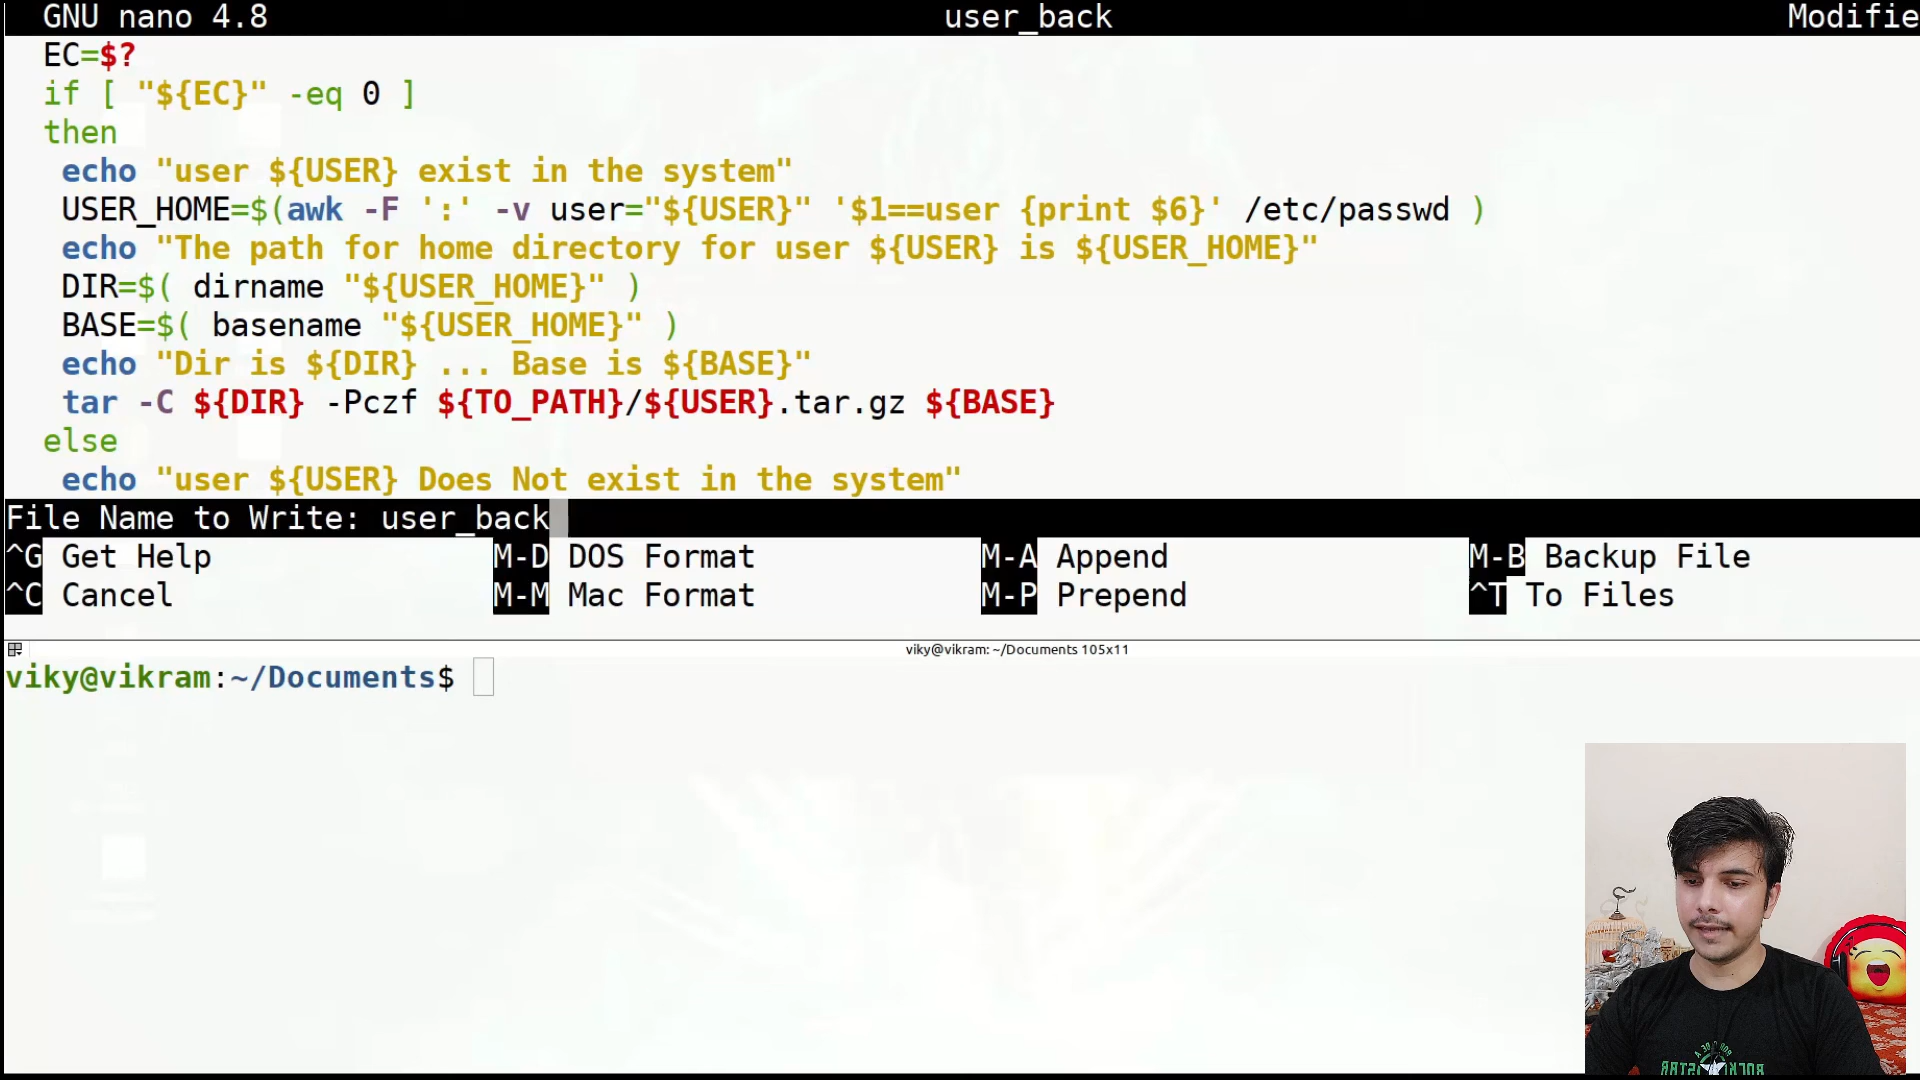 GNU nano 4.8 user_back Modifie
EC=$?
if [ "${EC}" -eq 0 ]
then
echo "user ${USER} exist in the system"
USER_HOME=$(awk -F ':' -v user="${USER}" '$1==user {print $6}' /etc/passwd )
echo "The path for home directory for user ${USER} is ${USER_HOME}"
DIR=$( dirname "${USER_HOME}" )
BASE=$( basename "${USER_HOME}" )
echo "Dir is ${DIR} ... Base is ${BASE}"
tar -C ${DIR} -Pczf ${TO_PATH}/${USER}.tar.gz ${BASE}
else
echo "user ${USER} Does Not exist in the system"
File Name to Write: user_back
^G Get Help M-D DOS Format M-A Append M-B Backup File
^C Cancel M-M Mac Format M-P Prepend ^T To Files
viky@vikram: ~/Documents 105x11
viky@vikram:~/Documents$